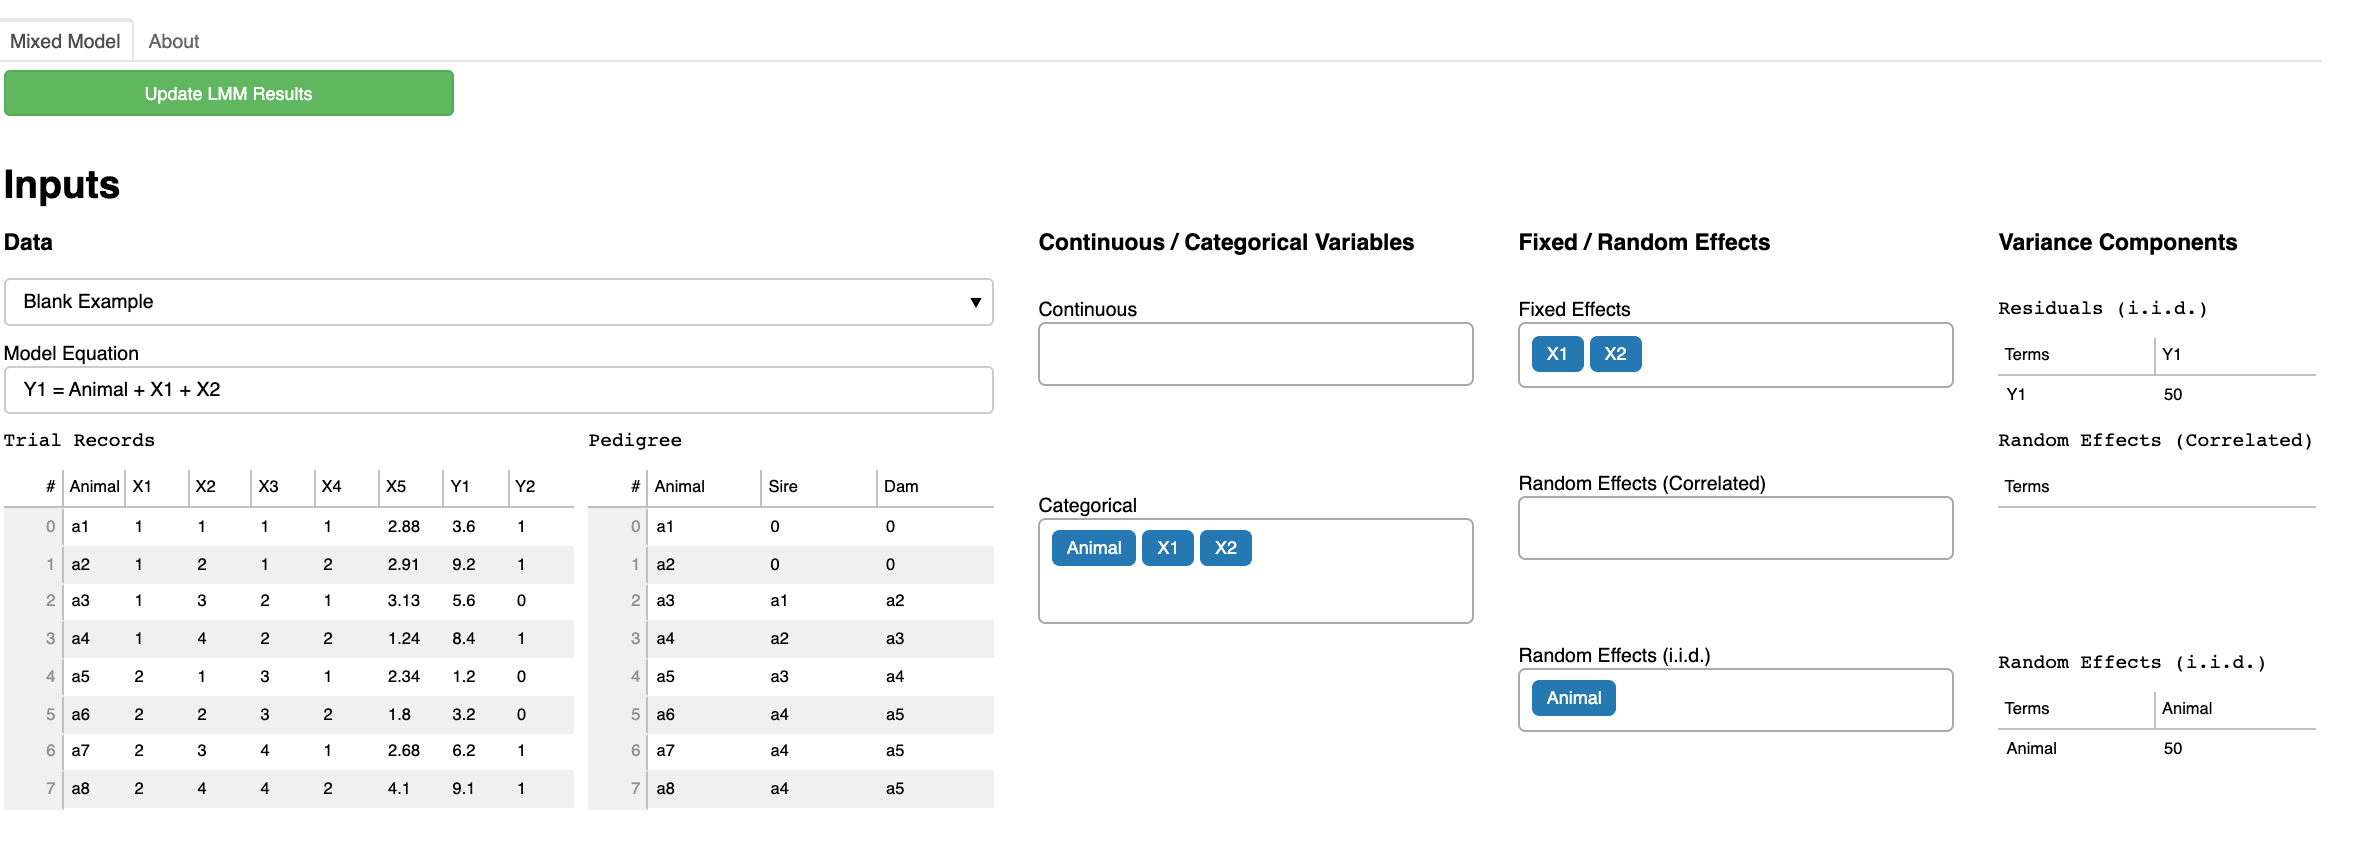 Mixed Model About
Update LMM Results
Inputs
Data
Blank Example
Model Equation
Y1 = Animal + X1 + X2
Trial Records
# Animal X1 X2 X3 X4 X5 Y1 Y2
0 a1 1 1 1 1 2.88 3.6 1
1 a2 1 2 1 2 2.91 9.2 1
2 a3 1 3 2 1 3.13 5.6 0
3 a4 1 4 2 2 1.24 8.4 1
4 a5 2 1 3 1 2.34 1.2 0
5 a6 2 2 3 2 1.8 3.2 0
6 a7 2 3 4 1 2.68 6.2 1
7 a8 2 4 4 2 4.1 9.1 1
Pedigree
# Animal Sire Dam
0 a1 0 0
1 a2 0 0
2 a3 a1 a2
3 a4 a2 a3
4 a5 a3 a4
5 a6 a4 a5
6 a7 a4 a5
7 a8 a4 a5
Continuous / Categorical Variables
Continuous
Categorical
Animal X1 X2
Fixed / Random Effects
Fixed Effects
X1 X2
Random Effects (Correlated)
Random Effects (i.i.d.)
Animal
Variance Components
Residuals (i.i.d.)
Terms Y1
Y1 50
Random Effects (Correlated)
Terms
Random Effects (i.i.d.)
Terms Animal
Animal 50